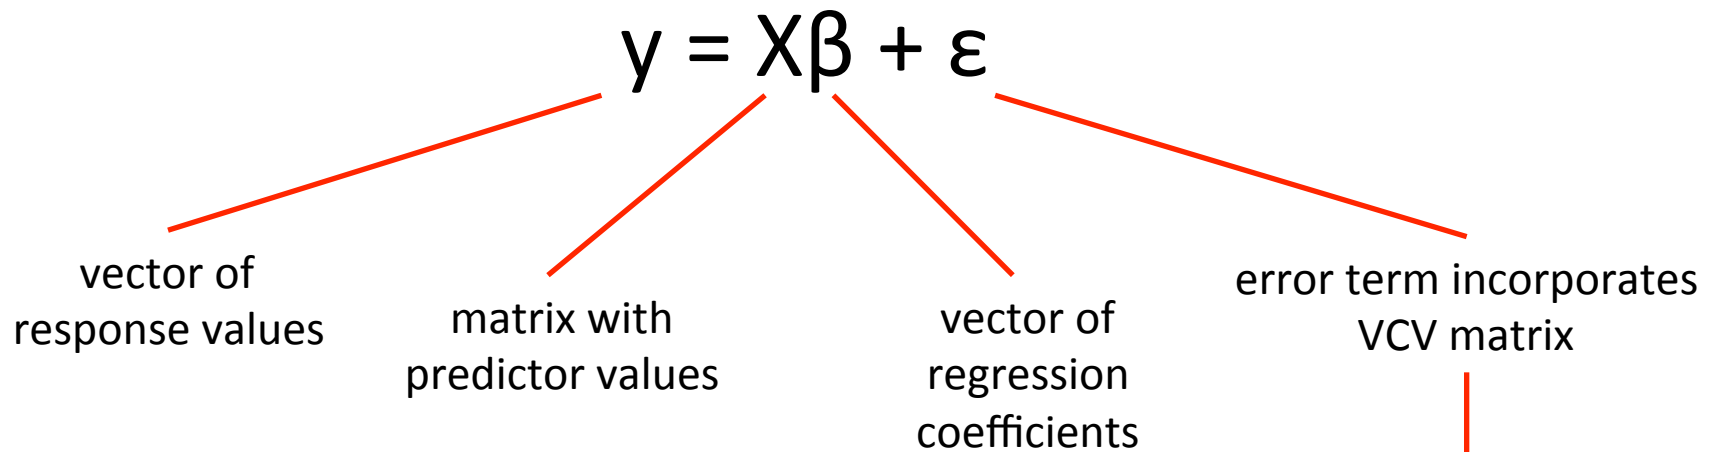 y = Xβ + ε
vector of
response values
matrix with
predictor values
vector of
regression
coefficients
error term incorporates
VCV matrix